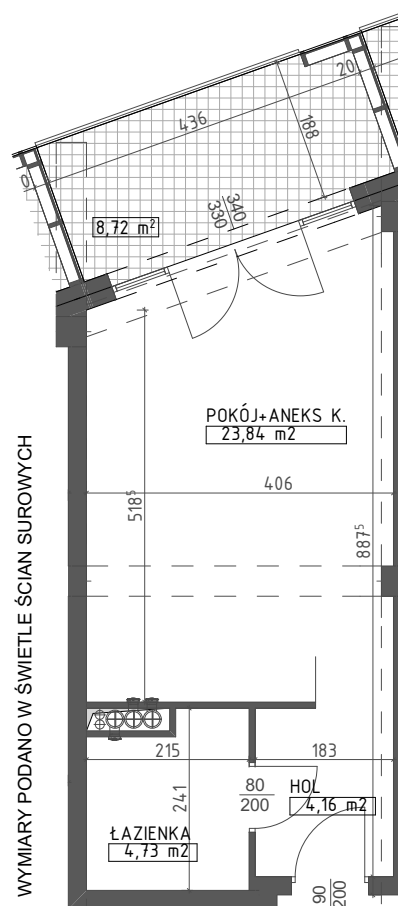 20
436
188
0
340
330
8,72 m²
POKÓJ+ANEKS K.
23,84 m2
406
518⁵
887⁵
WYMIARY PODANO W ŚWIETLE ŚCIAN SUROWYCH
215
183
241
80
200
HOL
4,16 m2
ŁAZIENKA
4,73 m2
90
200